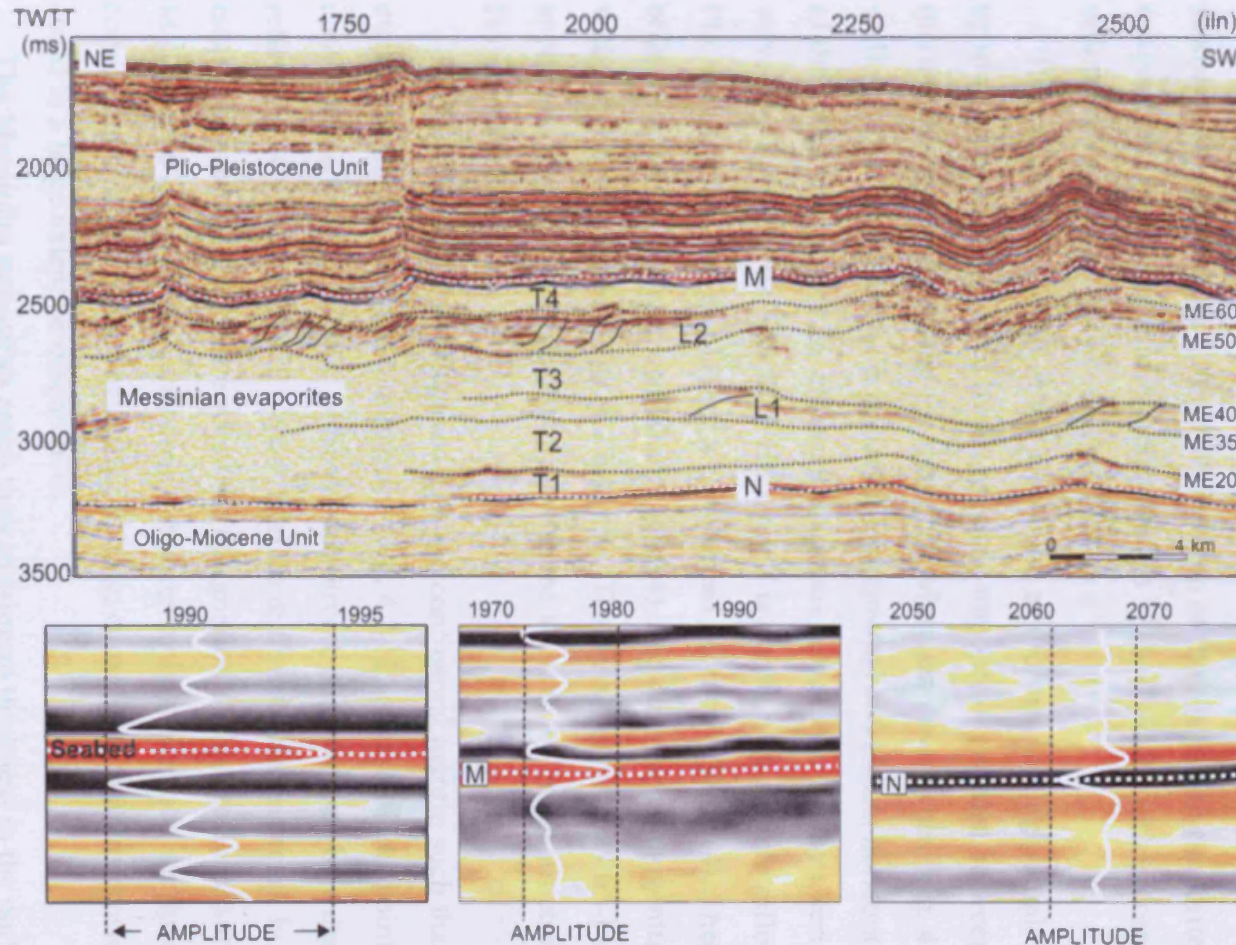 TWTT
(ms)
1750 2000 2250 2500 (iln)
NE
SW
Plio-Pleistocene Unit
2000
M
T4
2500
ME60
L2
ME50
T3
Messinian evaporites
L1
ME40
3000
T2
ME35
T1
N
ME20
Oligo-Miocene Unit
0 4 km
3500
1990 1995
1970 1980 1990
2050 2060 2070
Seabed
M
N
AMPLITUDE
AMPLITUDE
AMPLITUDE